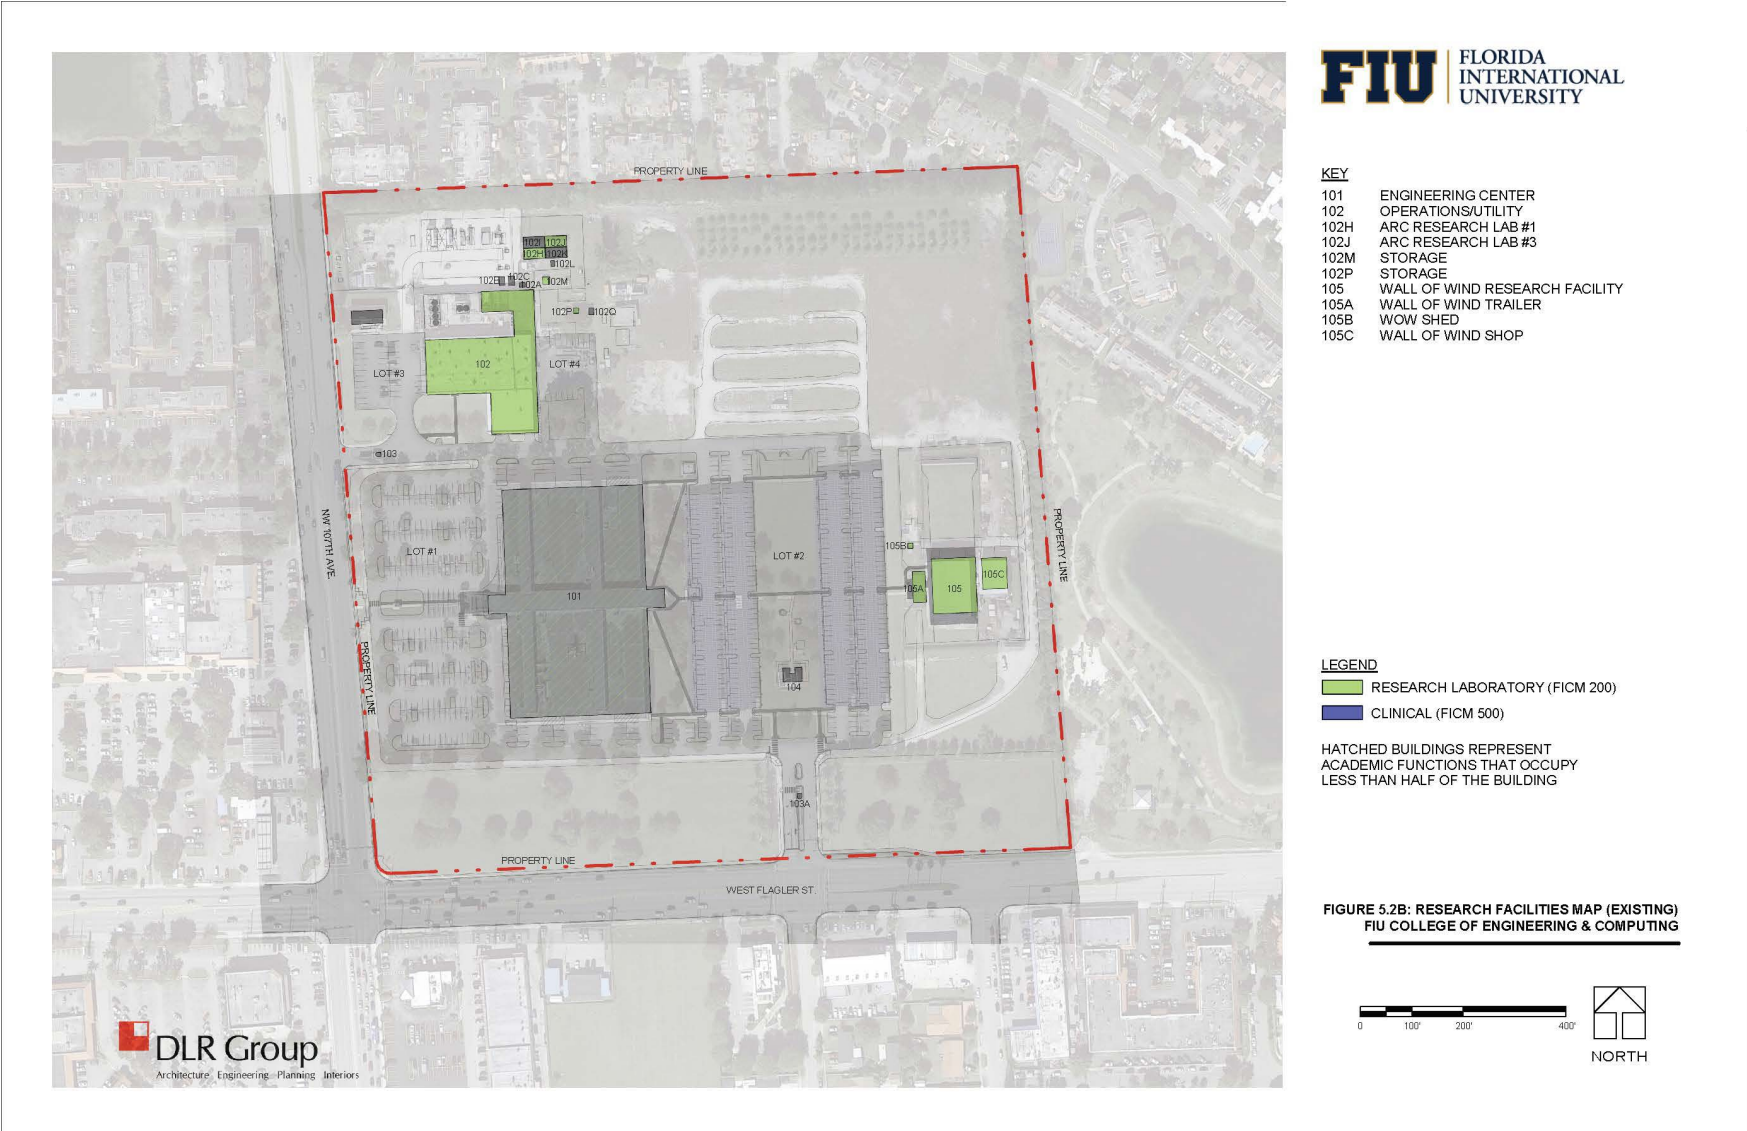 FIU
FLORIDA
INTERNATIONAL
UNIVERSITY
KEY
101 ENGINEERING CENTER
102 OPERATIONS/UTILITY
102H ARC RESEARCH LAB #1
102J ARC RESEARCH LAB #3
102M STORAGE
102P STORAGE
105 WALL OF WIND RESEARCH FACILITY
105A WALL OF WIND TRAILER
105B WOW SHED
105C WALL OF WIND SHOP
PROPERTY LINE
102I 102J
102H 102K
102L
102E 102C 102A 102M
102P 102Q
LOT #3
102
LOT #4
103
NW 107TH AVE.
LOT #1
101
LOT #2
105B
105A
105
105C
PROPERTY LINE
PROPERTY LINE
104
103A
PROPERTY LINE
WEST FLAGLER ST.
LEGEND
RESEARCH LABORATORY (FICM 200)
CLINICAL (FICM 500)
HATCHED BUILDINGS REPRESENT
ACADEMIC FUNCTIONS THAT OCCUPY
LESS THAN HALF OF THE BUILDING
FIGURE 5.2B: RESEARCH FACILITIES MAP (EXISTING)
FIU COLLEGE OF ENGINEERING & COMPUTING
0 100' 200' 400'
NORTH
DLR Group
Architecture Engineering Planning Interiors